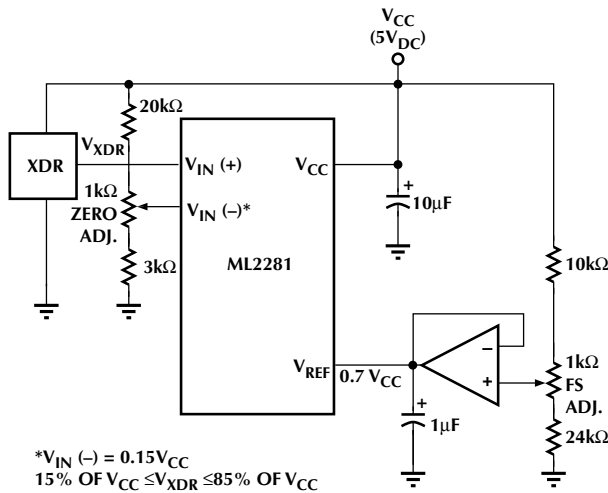 V_CC
(5V_DC)
20kΩ
XDR
V_XDR
V_IN (+)
V_CC
1kΩ
ZERO
ADJ.
V_IN (–)*
+
10μF
3kΩ
ML2281
10kΩ
V_REF
0.7 V_CC
–
+
1kΩ
FS
ADJ.
+
1μF
24kΩ
*V_IN (–) = 0.15V_CC
15% OF V_CC ≤V_XDR ≤85% OF V_CC